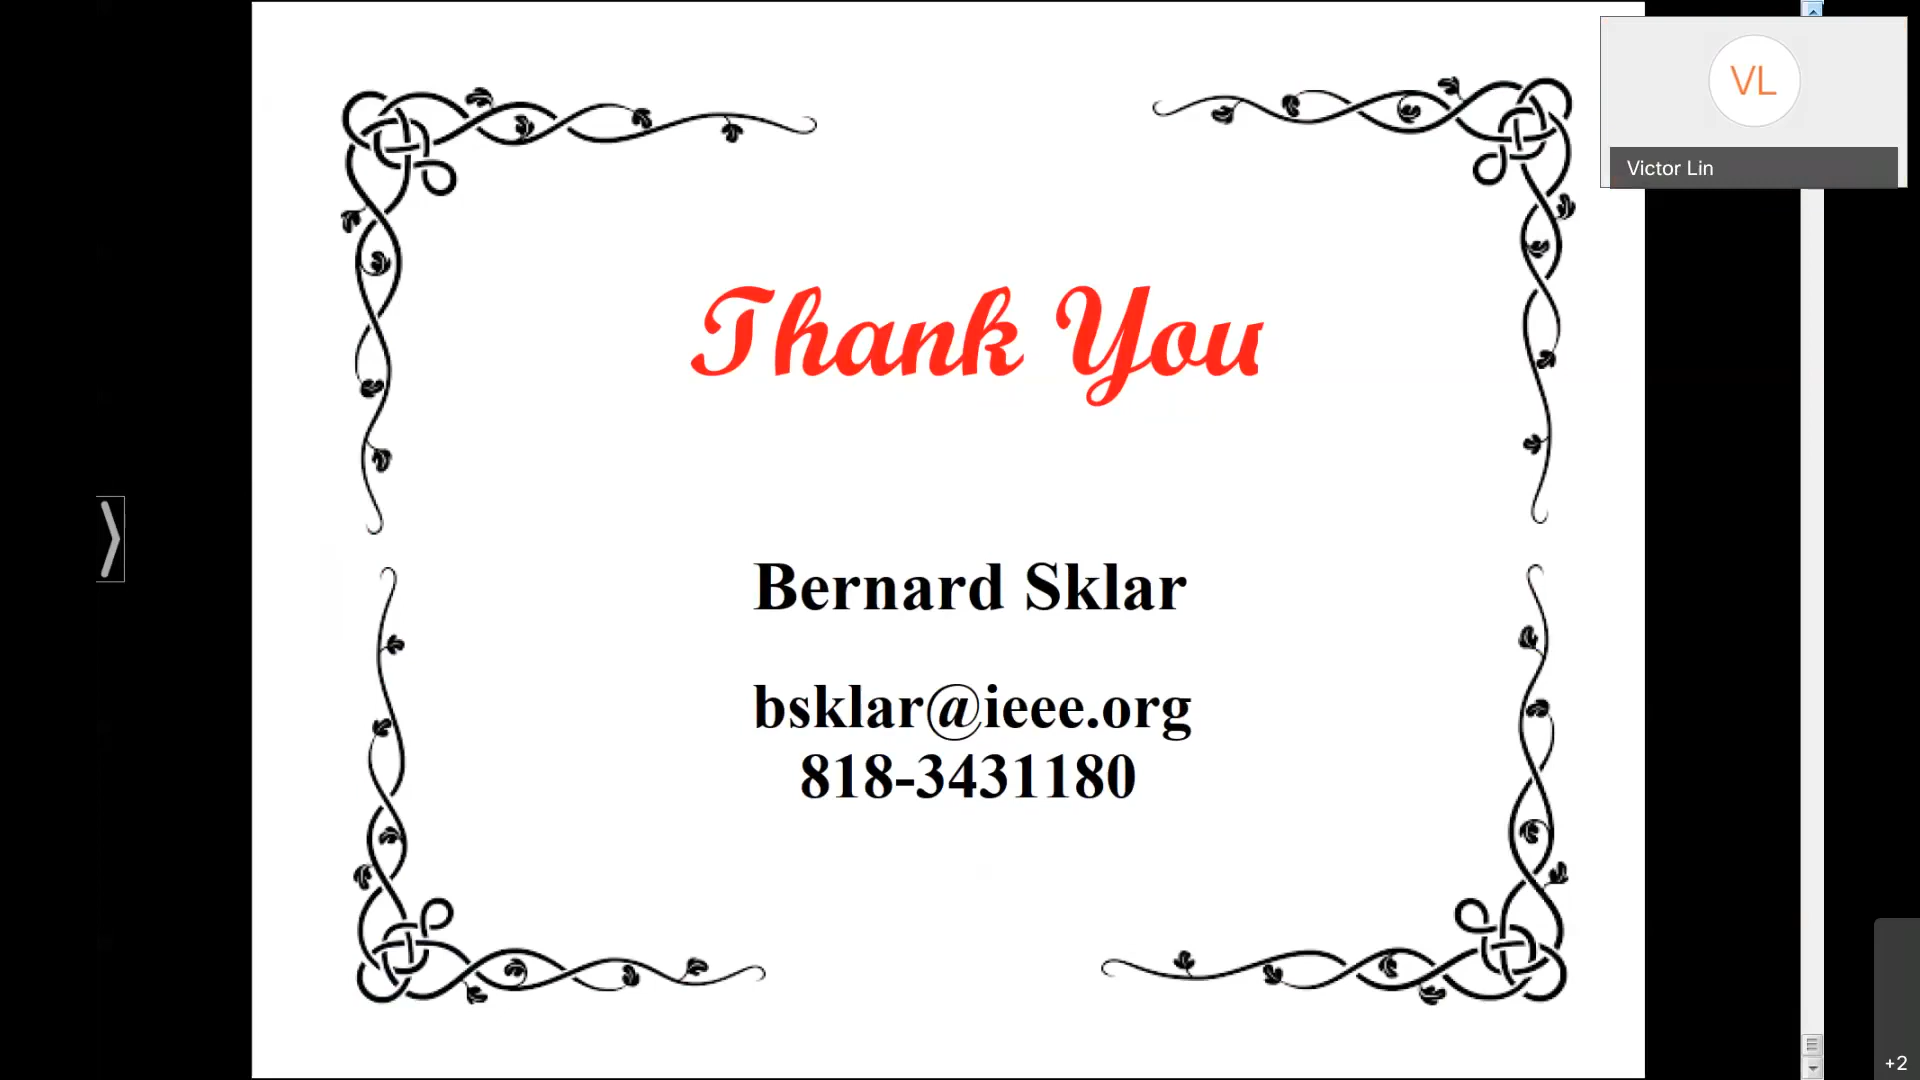 VL
Victor Lin
Thank You
Bernard Sklar
bsklar@ieee.org
818-3431180
+2